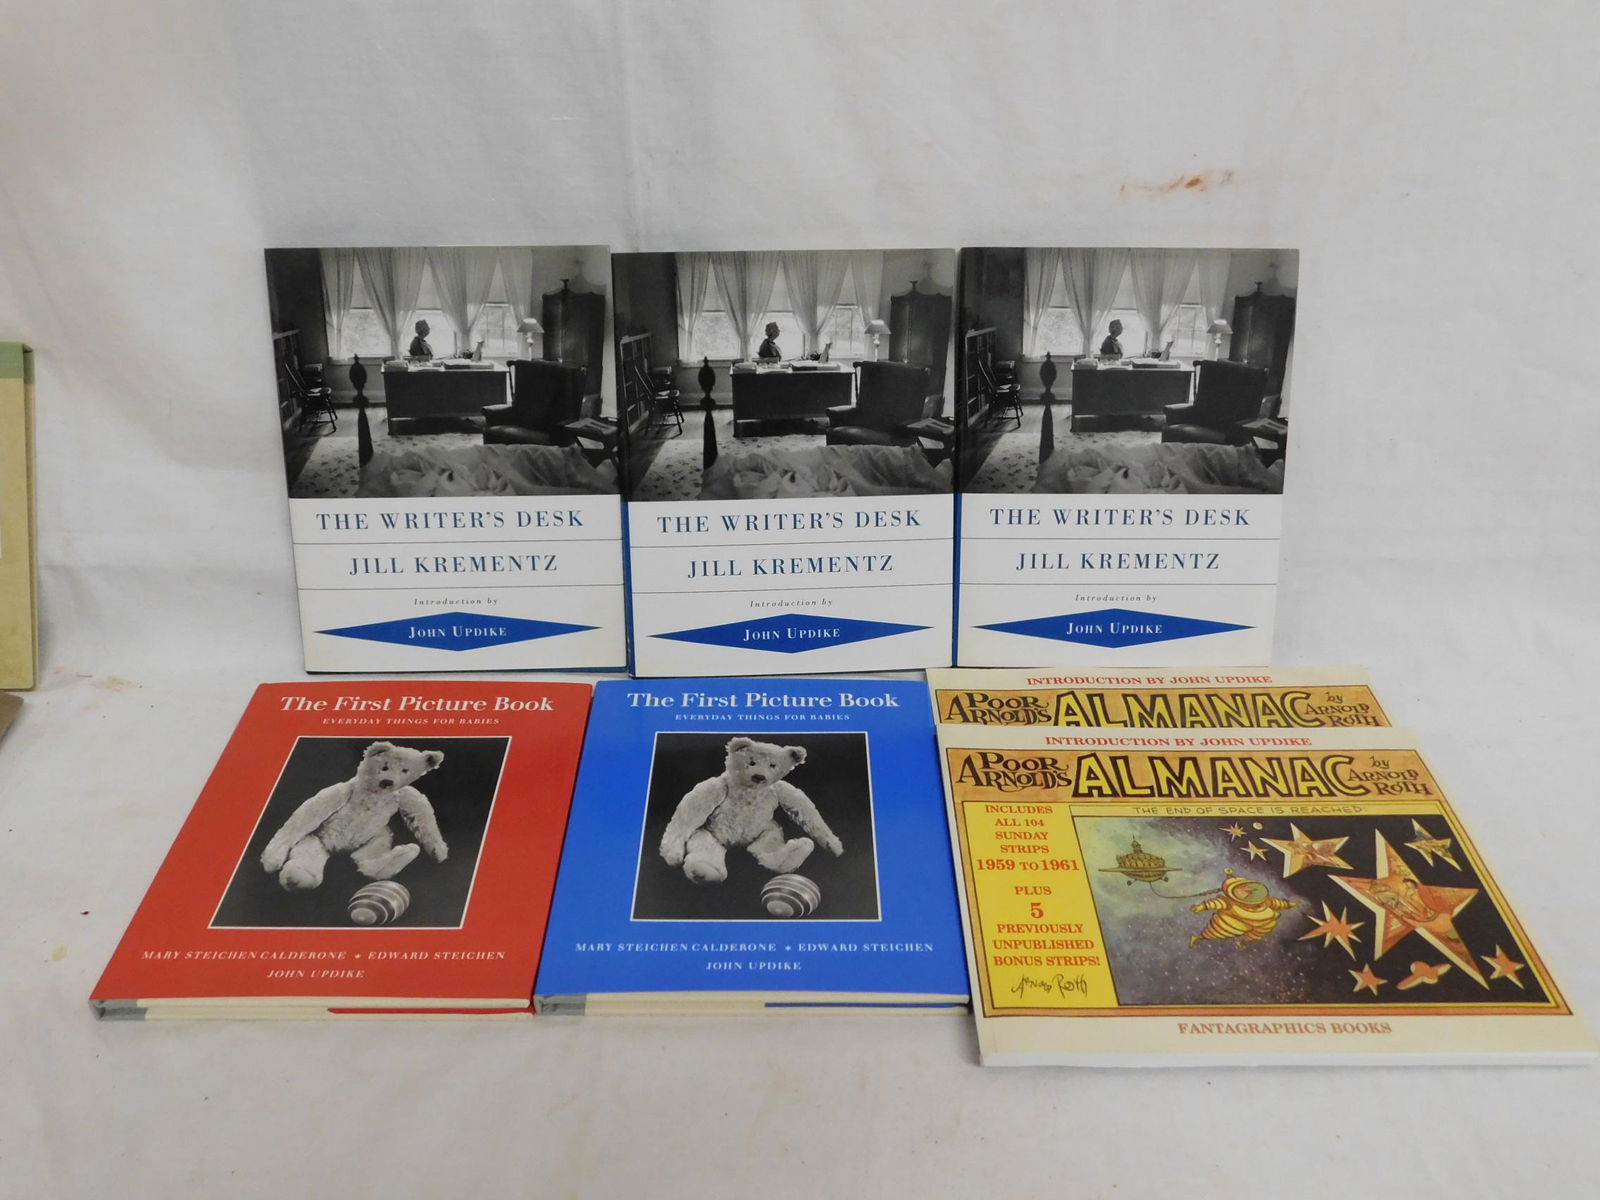 THE WRITER'S DESK
JILL KREMENTZ
Introduction by
JOHN UPDIKE
THE WRITER'S DESK
JILL KREMENTZ
Introduction by
JOHN UPDIKE
THE WRITER'S DESK
JILL KREMENTZ
Introduction by
JOHN UPDIKE
The First Picture Book
EVERYDAY THINGS FOR BABIES
MARY STEICHEN CALDERONE * EDWARD STEICHEN
JOHN UPDIKE
The First Picture Book
EVERYDAY THINGS FOR BABIES
MARY STEICHEN CALDERONE * EDWARD STEICHEN
JOHN UPDIKE
INTRODUCTION BY JOHN UPDIKE
POOR ARNOLD'S ALMANAC by ARNOLD ROTH
INTRODUCTION BY JOHN UPDIKE
POOR ARNOLD'S ALMANAC by ARNOLD ROTH
INCLUDES
ALL 104
SUNDAY
STRIPS
1959 TO 1961
PLUS
5
PREVIOUSLY
UNPUBLISHED
BONUS STRIPS!
ARNOLD ROTH
THE END OF SPACE IS REACHED:
FANTAGRAPHICS BOOKS